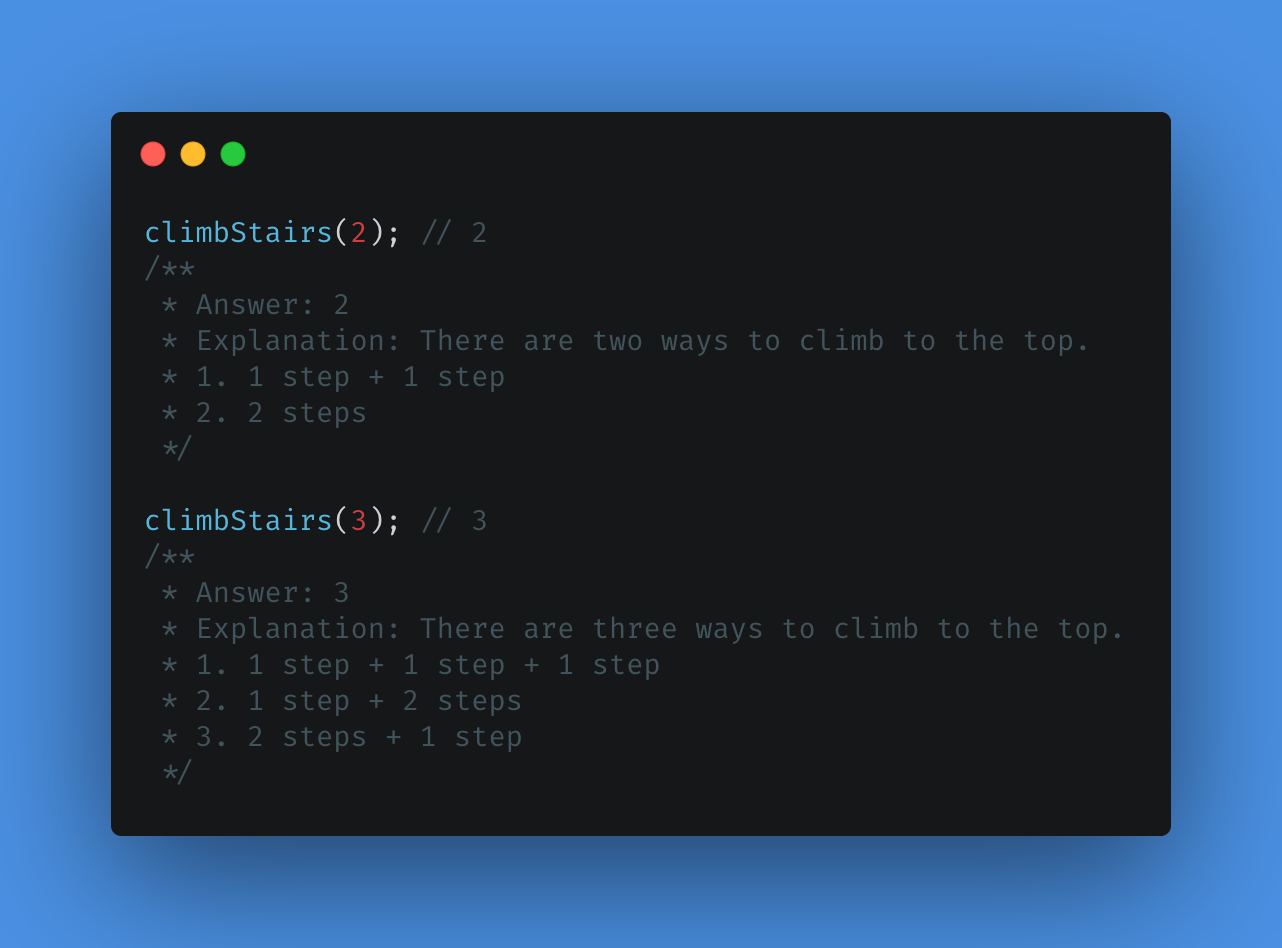 climbStairs(2); // 2
/**
 * Answer: 2
 * Explanation: There are two ways to climb to the top.
 * 1. 1 step + 1 step
 * 2. 2 steps
 */

climbStairs(3); // 3
/**
 * Answer: 3
 * Explanation: There are three ways to climb to the top.
 * 1. 1 step + 1 step + 1 step
 * 2. 1 step + 2 steps
 * 3. 2 steps + 1 step
 */